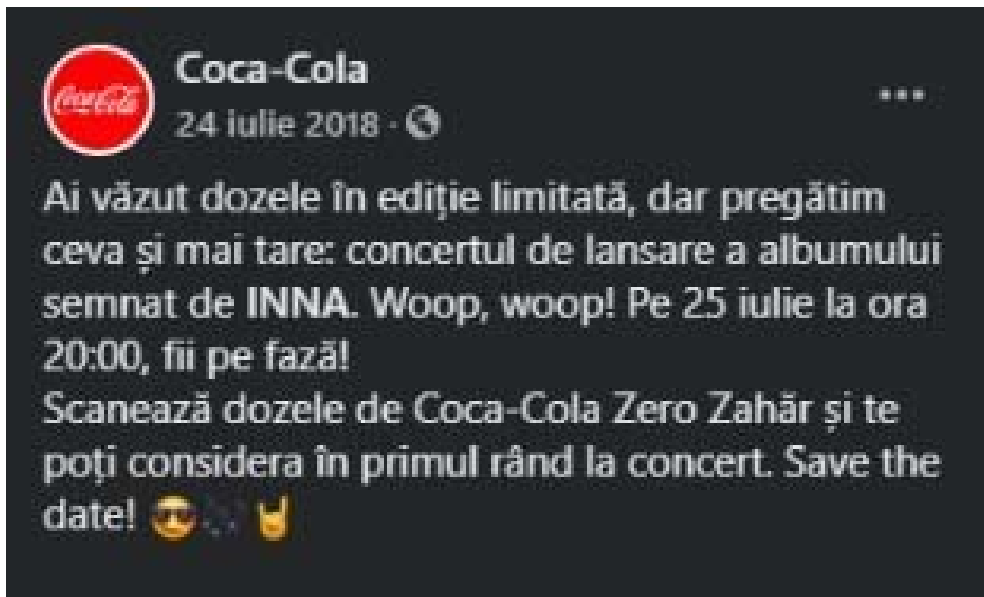 Coca-Cola
Coca-Cola
24 iulie 2018 ·
Ai văzut dozele în ediție limitată, dar pregătim
ceva și mai tare: concertul de lansare a albumului
semnat de INNA. Woop, woop! Pe 25 iulie la ora
20:00, fii pe fază!
Scanează dozele de Coca-Cola Zero Zahăr și te
poți considera în primul rând la concert. Save the
date! 😎🎶🤘